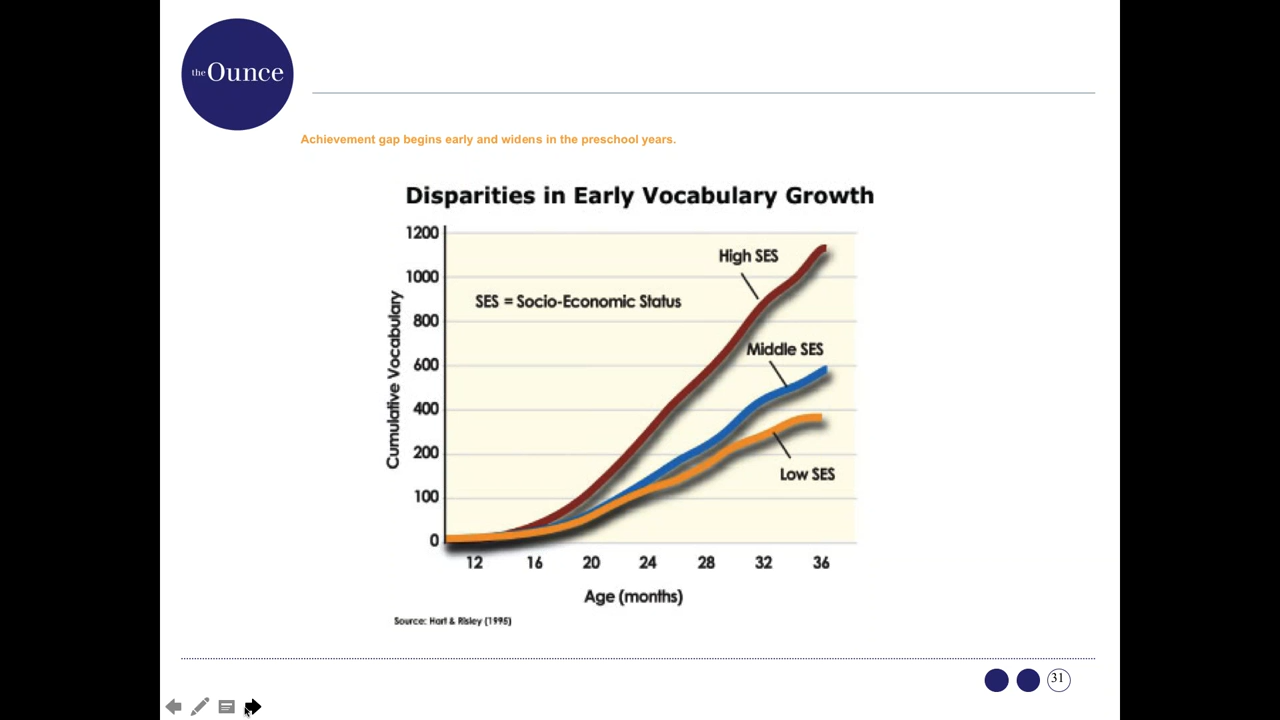 the Ounce
Achievement gap begins early and widens in the preschool years.
Disparities in Early Vocabulary Growth
1200
1000
800
600
400
200
100
0
Cumulative Vocabulary
SES = Socio-Economic Status
High SES
Middle SES
Low SES
12 16 20 24 28 32 36
Age (months)
Source: Hart & Risley (1995)
31